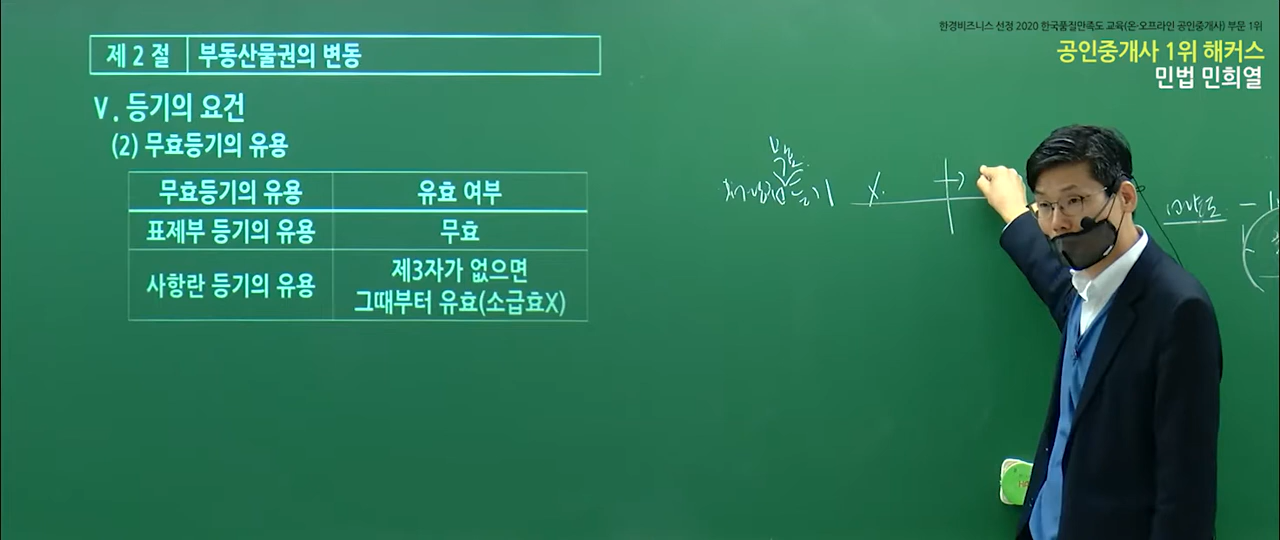 한경비즈니스 선정 2020 한국품질만족도 교육(온·오프라인 공인중개사) 부문 1위
공인중개사 1위 해커스
민법 민희열
제 2 절 부동산물권의 변동
Ⅴ. 등기의 요건
(2) 무효등기의 유용
무효등기의 유용 유효 여부
표제부 등기의 유용 무효
사항란 등기의 유용 제3자가 없으면
그때부터 유효(소급효X)
무효
등기 X